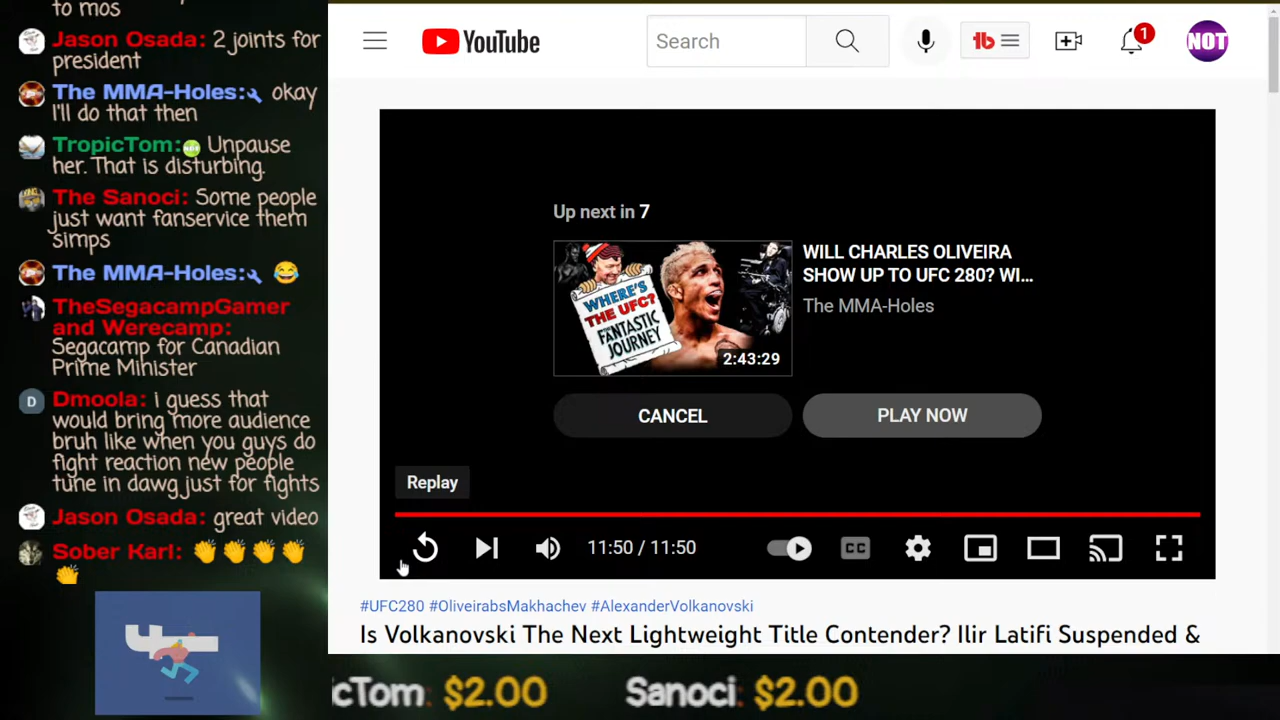 to mos
Jason Osada: 2 joints for
president
The MMA-Holes: okay
I'll do that then
TropicTom: Unpause
her. That is disturbing.
The Sanoci: Some people
just want fanservice them
simps
The MMA-Holes: 😂
TheSegacampGamer
and Werecamp:
Segacamp for Canadian
Prime Minister
D
Dmoola: i guess that
would bring more audience
bruh like when you guys do
fight reaction new people
tune in dawg just for fights
Jason Osada: great video
Sober Karl: 👏👏👏👏
👏
YouTube
Search
1
NOT
Up next in 7
WHERE'S
THE UFC?
THE
FANTASTIC
JOURNEY
2:43:29
WILL CHARLES OLIVEIRA
SHOW UP TO UFC 280? WI...
The MMA-Holes
CANCEL
PLAY NOW
Replay
11:50 / 11:50
CC
#UFC280 #OliveirabsMakhachev #AlexanderVolkanovski
Is Volkanovski The Next Lightweight Title Contender? Ilir Latifi Suspended &
icTom: $2.00 Sanoci: $2.00